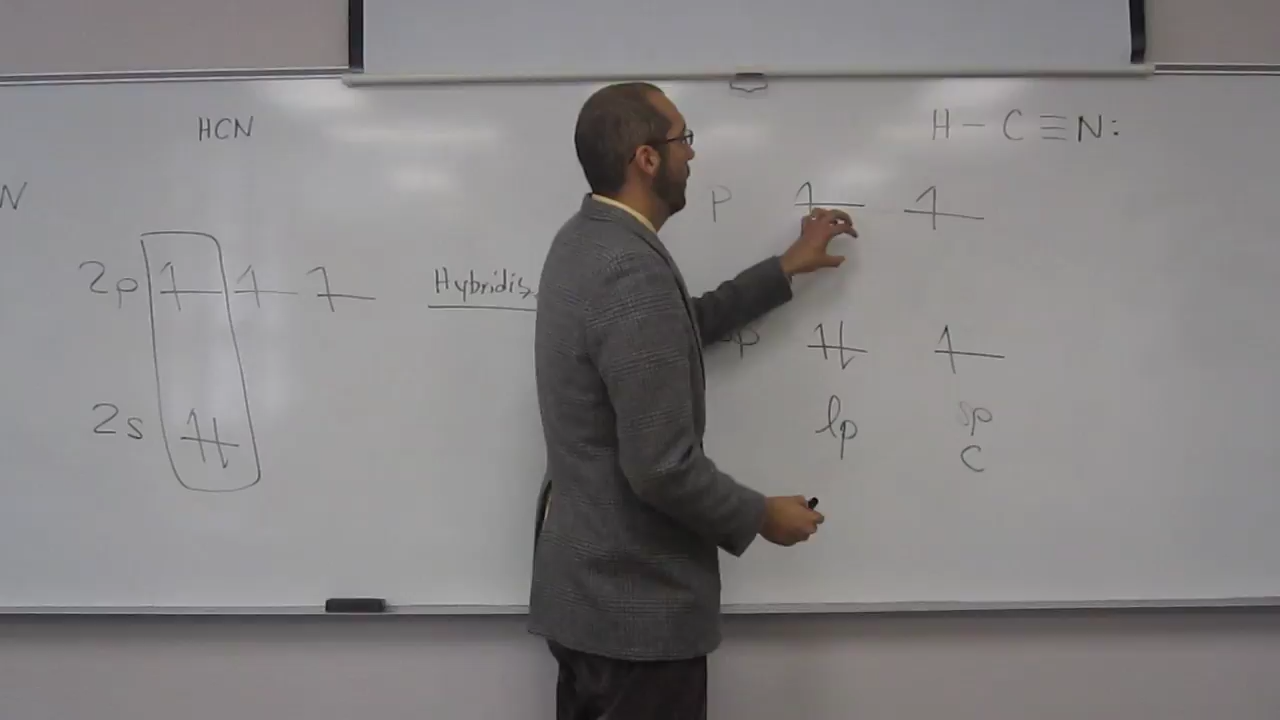 HCN
H - C ≡ N:
N
P
2p
Hybridis
2s
lp
sp
C